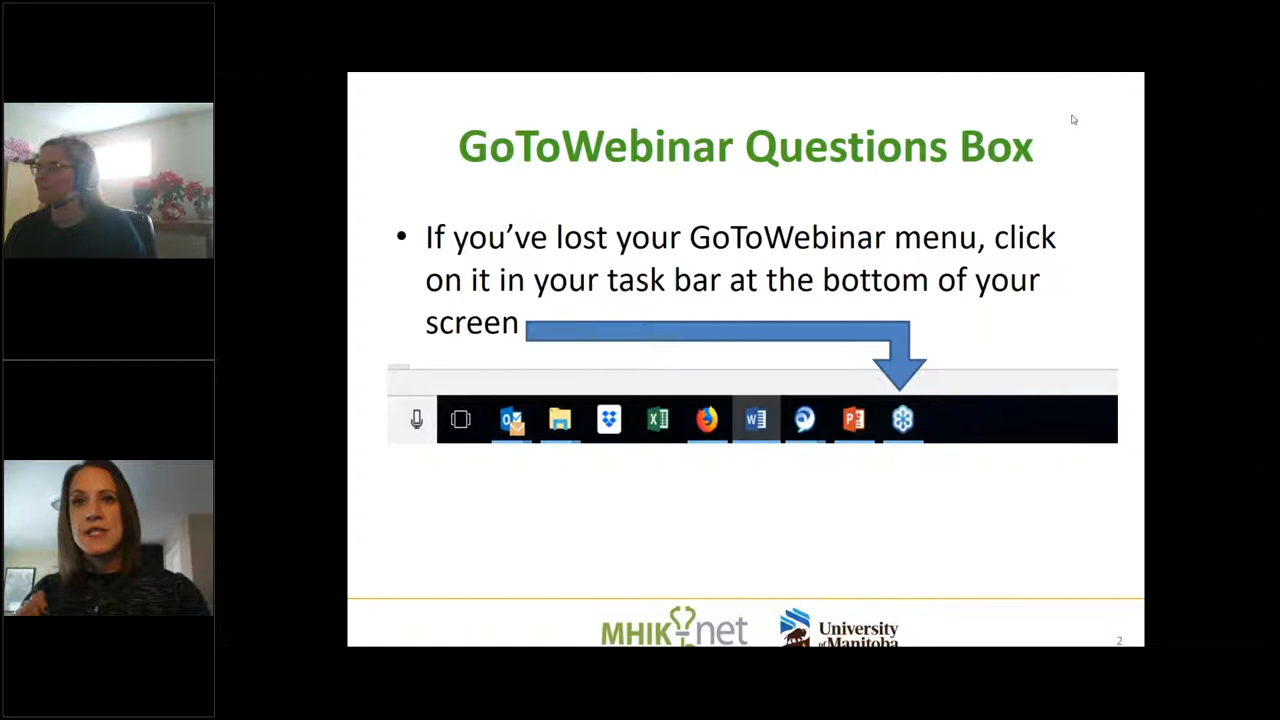 GoToWebinar Questions Box
• If you've lost your GoToWebinar menu, click
on it in your task bar at the bottom of your
screen
MHIK-net
University
of Manitoba
2